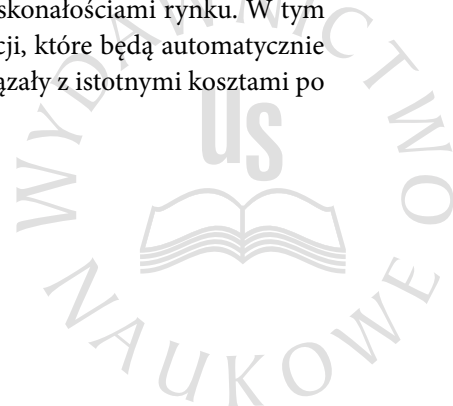 skonałościami rynku. W tym
cji, które będą automatycznie
ązały z istotnymi kosztami po
WYDAWNICTWO
US
NAUKOWE